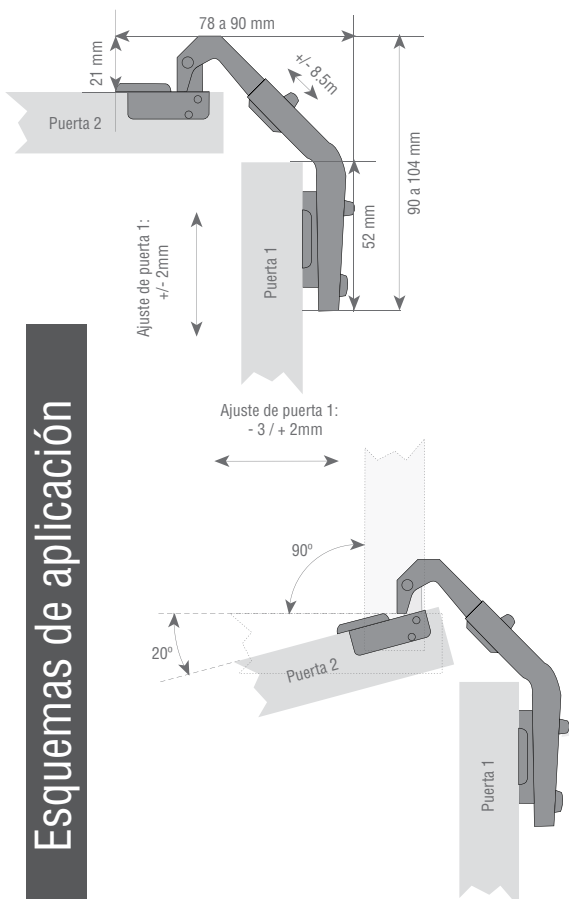 78 a 90 mm
21 mm
+/- 8.5m
Puerta 2
90 a 104 mm
52 mm
Puerta 1
Ajuste de puerta 1:
+/- 2mm
Ajuste de puerta 1:
- 3 / + 2mm
Esquemas de aplicación
90º
20º
Puerta 2
Puerta 1